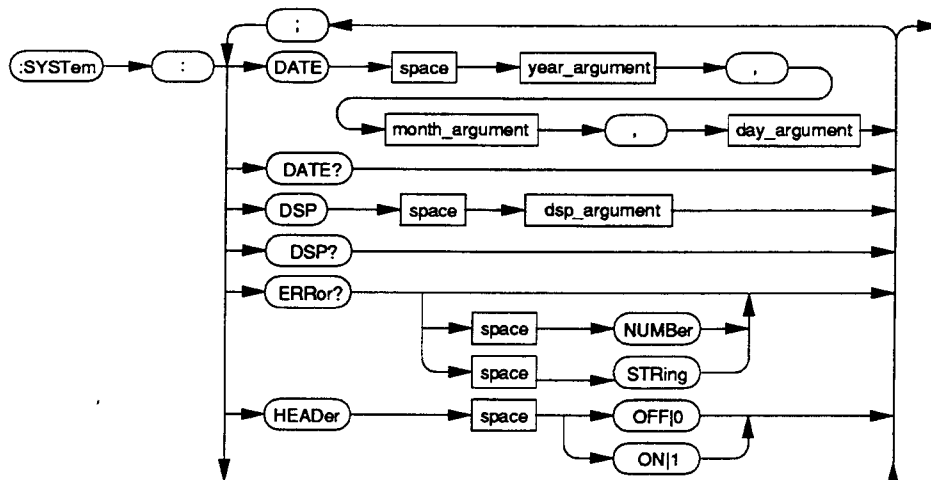 ;
:SYSTem : DATE space year_argument ,
month_argument , day_argument
DATE?
DSP space dsp_argument
DSP?
ERRor?
space NUMBer
space STRing
HEADer space OFF|0
ON|1